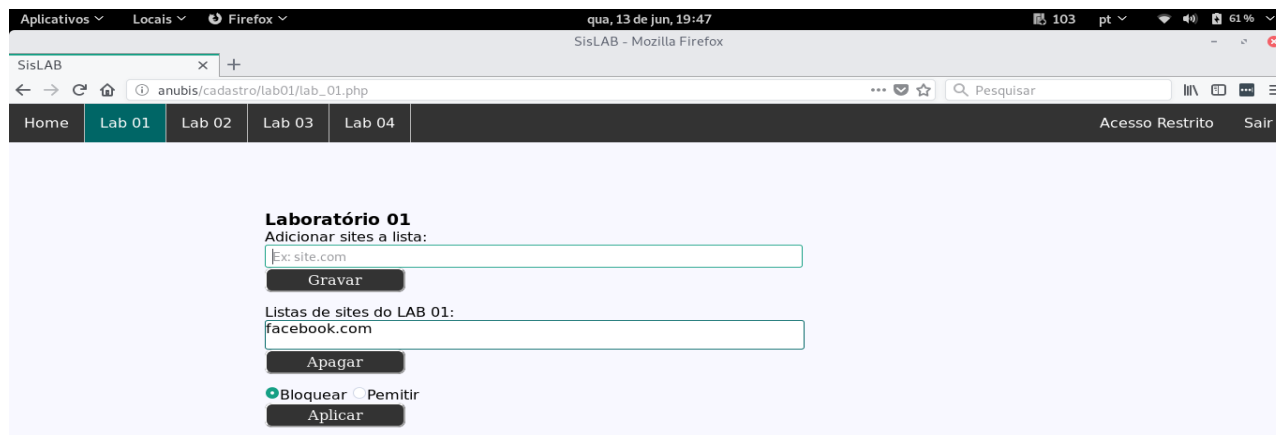 Aplicativos Locais Firefox qua, 13 de jun, 19:47 103 pt 61 %
SisLAB - Mozilla Firefox
SisLAB
anubis/cadastro/lab01/lab_01.php Pesquisar
Home Lab 01 Lab 02 Lab 03 Lab 04 Acesso Restrito Sair
Laboratório 01
Adicionar sites a lista:
Ex: site.com
Gravar
Listas de sites do LAB 01:
facebook.com
Apagar
Bloquear Pemitir
Aplicar